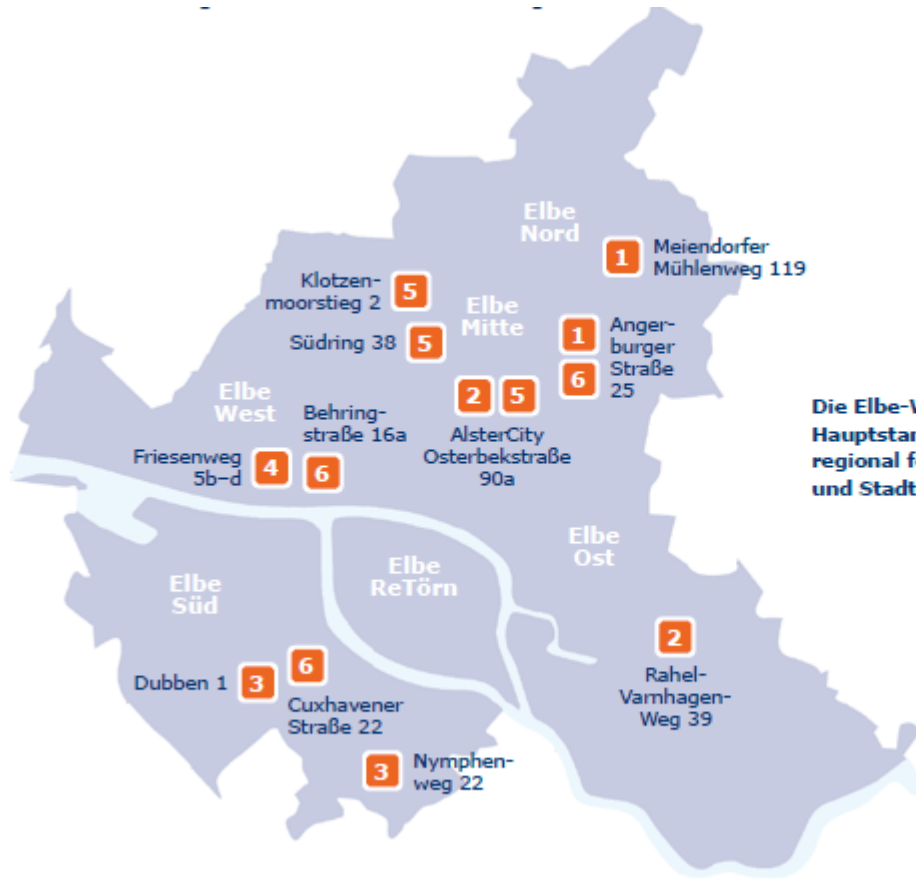 Elbe
Nord
1
Meiendorfer
Mühlenweg 119
Klotzen-
moorstieg 2
5
Elbe
Mitte
Südring 38
5
1
6
Anger-
burger
Straße
25
Elbe
West
2
5
AlsterCity
Osterbekstraße
90a
Behring-
straße 16a
6
Friesenweg
5b–d
4
Die Elbe-W
Hauptstan
regional f
und Stadt
Elbe
Ost
Elbe
ReTörn
Elbe
Süd
2
Rahel-
Varnhagen-
Weg 39
Dubben 1
3
6
Cuxhavener
Straße 22
3
Nymphen-
weg 22